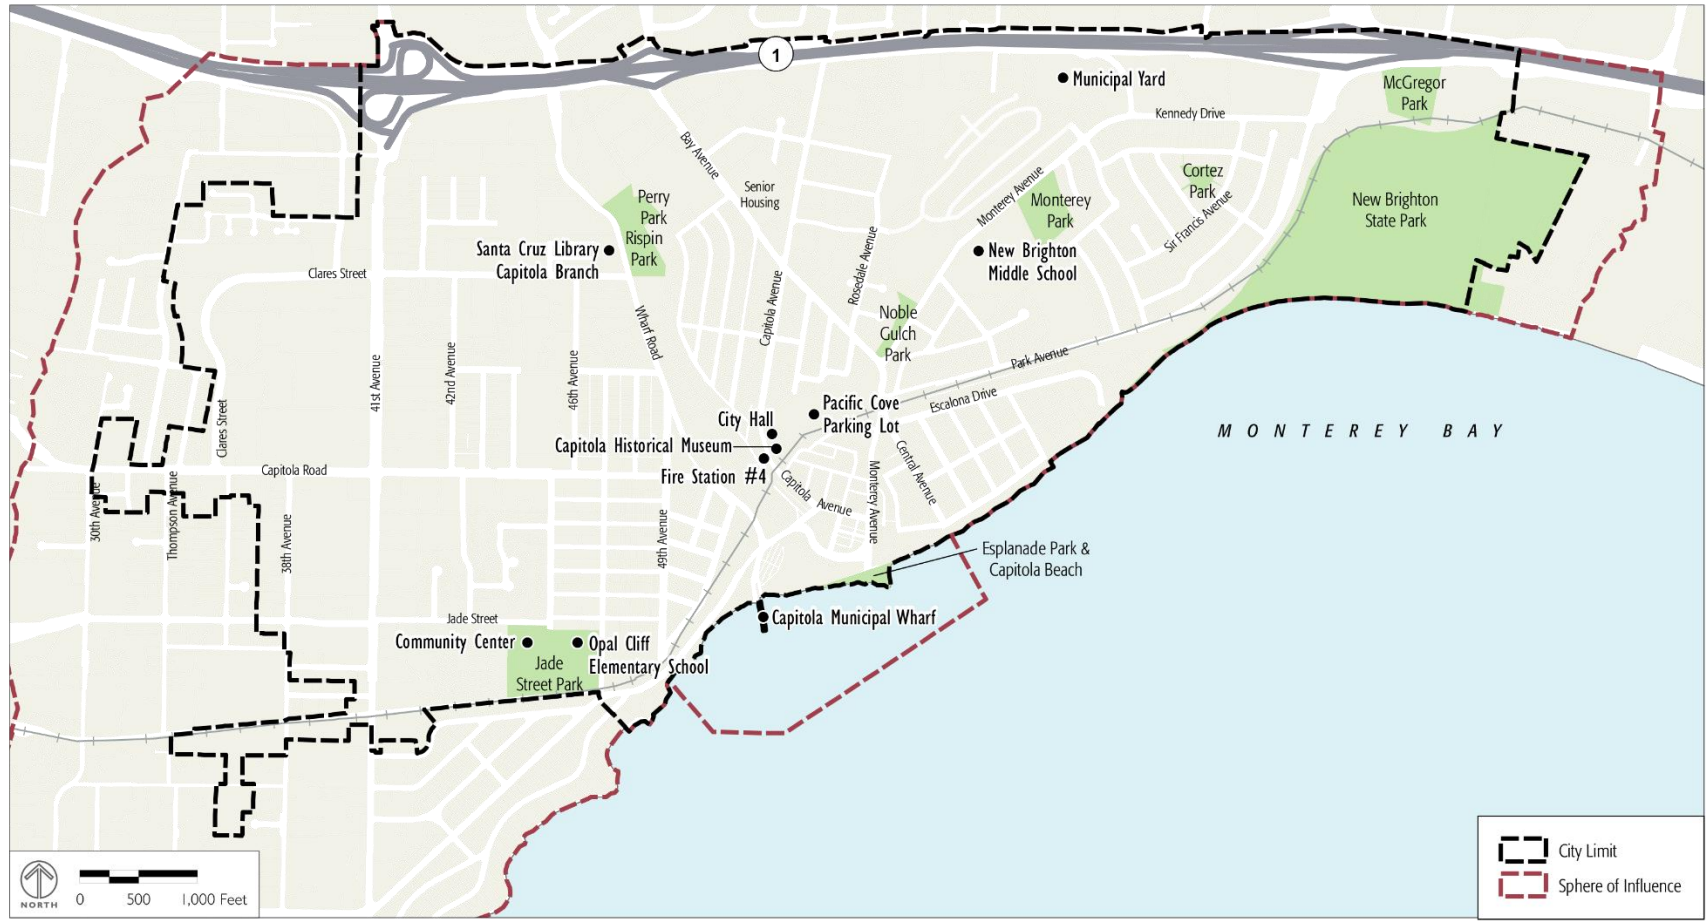 1
Municipal Yard
McGregor
Park
Kennedy Drive
Bay Avenue
Senior
Housing
Monterey Avenue
Cortez
Park
Perry
Park
Rispin
Park
Monterey
Park
Sir Francis Avenue
New Brighton
State Park
Santa Cruz Library
Capitola Branch
New Brighton
Middle School
Clares Street
Rosedale Avenue
Capitola Avenue
Wharf Road
Noble
Gulch
Park
Park Avenue
41st Avenue
42nd Avenue
46th Avenue
Escalona Drive
Pacific Cove
Parking Lot
City Hall
Clares Street
MONTEREY BAY
Capitola Historical Museum
Capitola Road
Fire Station #4
Central Avenue
Capitola Avenue
Monterey Avenue
30th Avenue
Thompson Avenue
38th Avenue
49th Avenue
Esplanade Park &
Capitola Beach
Jade Street
Capitola Municipal Wharf
Community Center
Opal Cliff
Elementary School
Jade
Street Park
City Limit
Sphere of Influence
NORTH
0 500 1,000 Feet